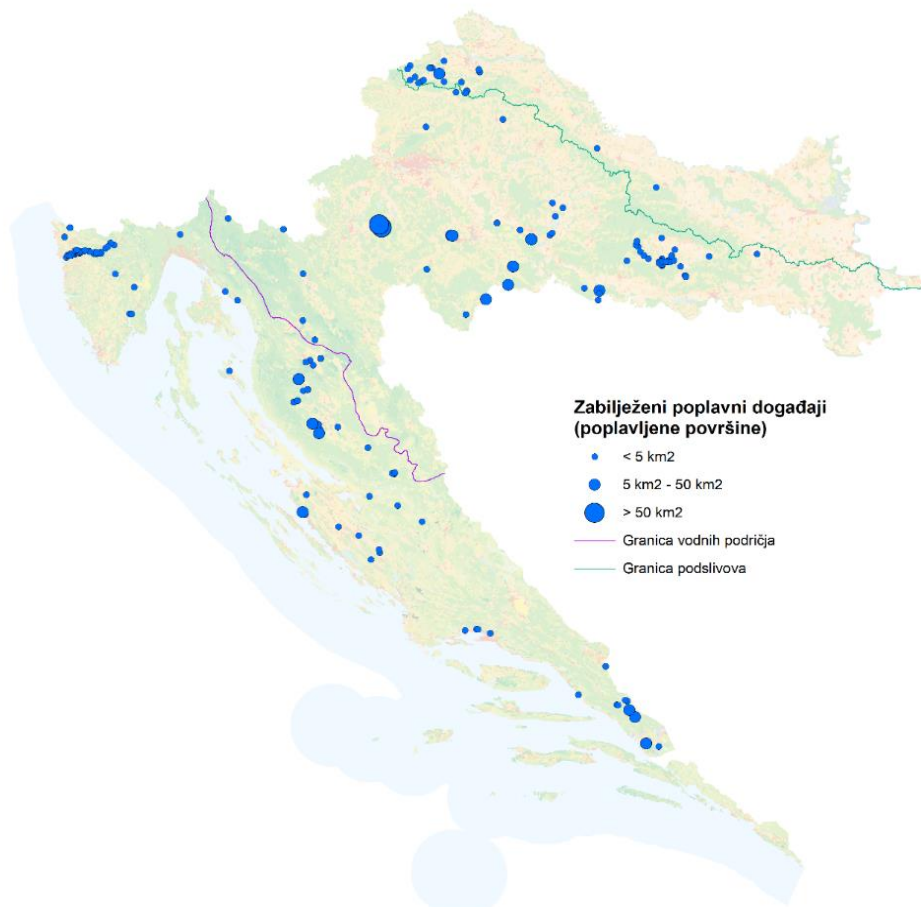 Zabilježeni poplavni događaji
(poplavljene površine)
< 5 km2
5 km2 - 50 km2
> 50 km2
Granica vodnih područja
Granica podslivova